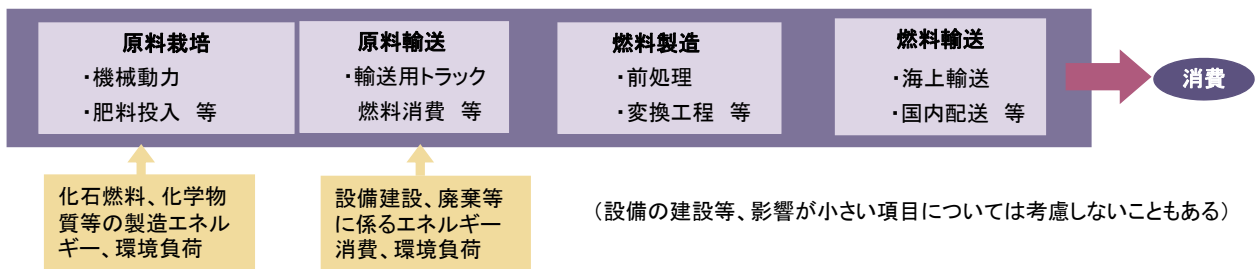 原料栽培
・機械動力
・肥料投入　等
原料輸送
・輸送用トラック
燃料消費　等
燃料製造
・前処理
・変換工程　等
燃料輸送
・海上輸送
・国内配送　等
消費
化石燃料、化学物
質等の製造エネル
ギー、環境負荷
設備建設、廃棄等
に係るエネルギー
消費、環境負荷
（設備の建設等、影響が小さい項目については考慮しないこともある）